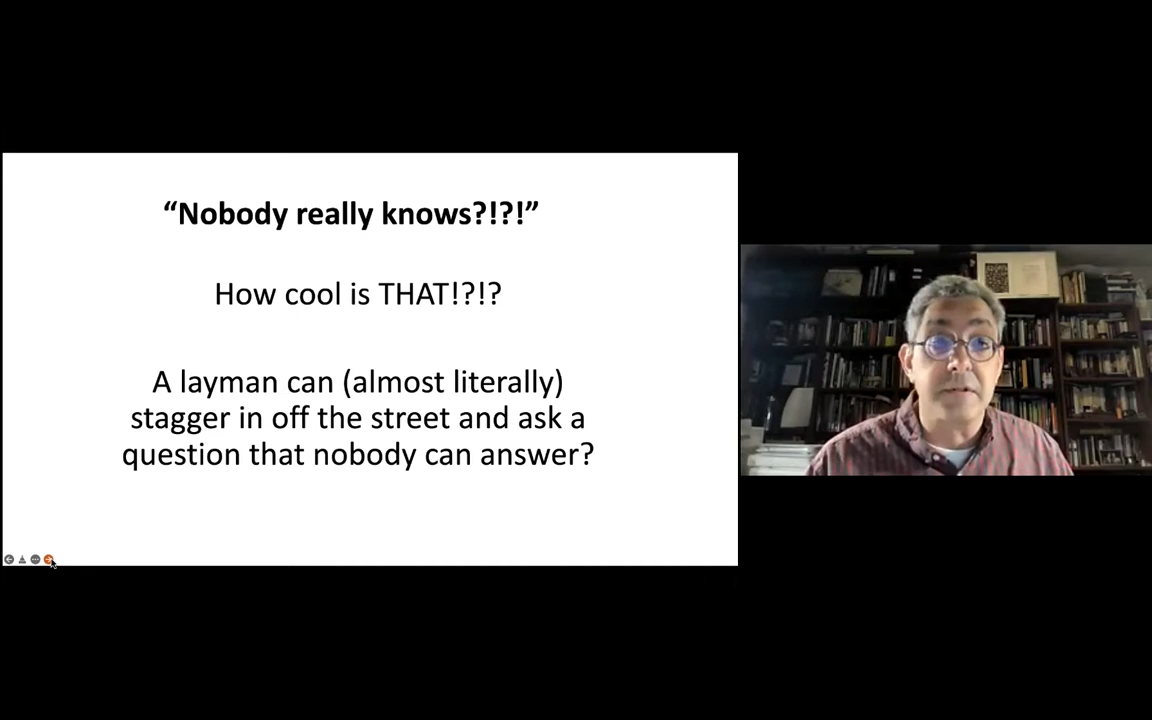 “Nobody really knows?!?!”
How cool is THAT!?!?
A layman can (almost literally)
stagger in off the street and ask a
question that nobody can answer?